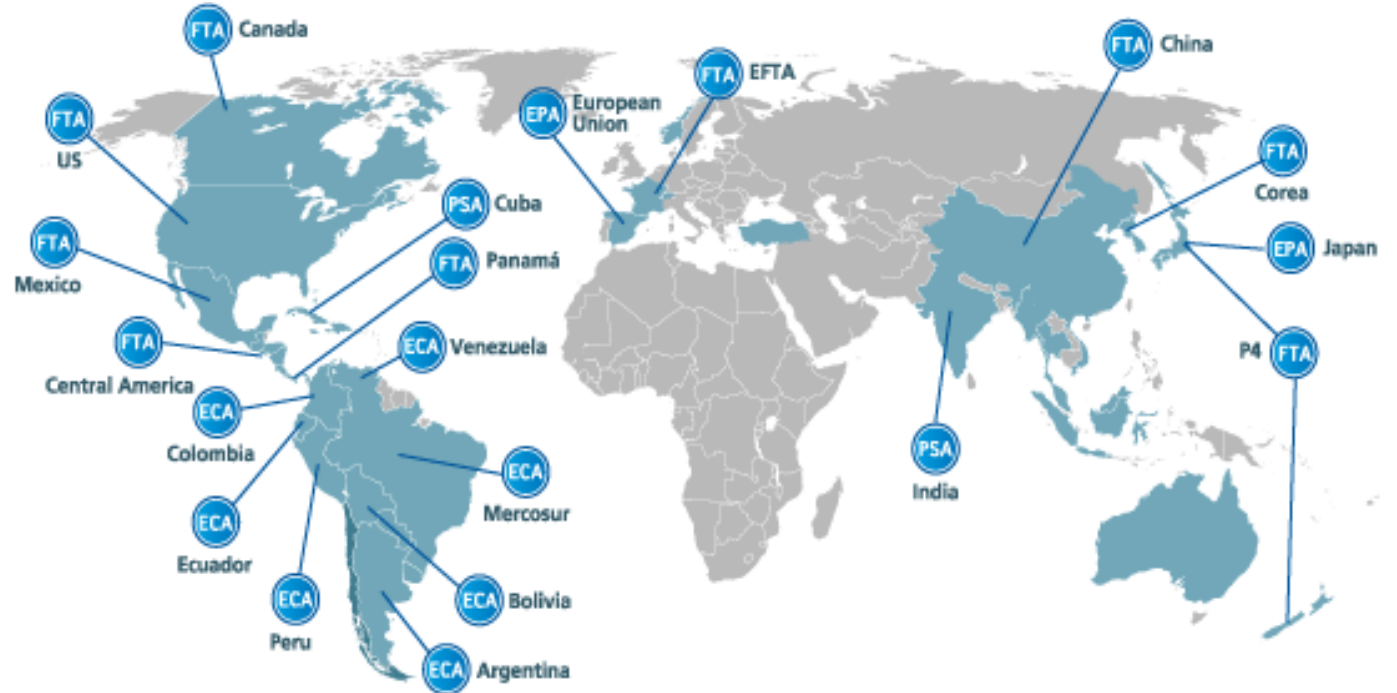 FTA Canada
FTA
US
FTA
Mexico
FTA
Central America
PSA Cuba
FTA Panamá
ECA Venezuela
ECA
Colombia
ECA
Ecuador
ECA
Peru
ECA
Mercosur
ECA Bolivia
ECA Argentina
EPA European
Union
FTA EFTA
FTA China
FTA
Corea
EPA Japan
P4 FTA
PSA
India